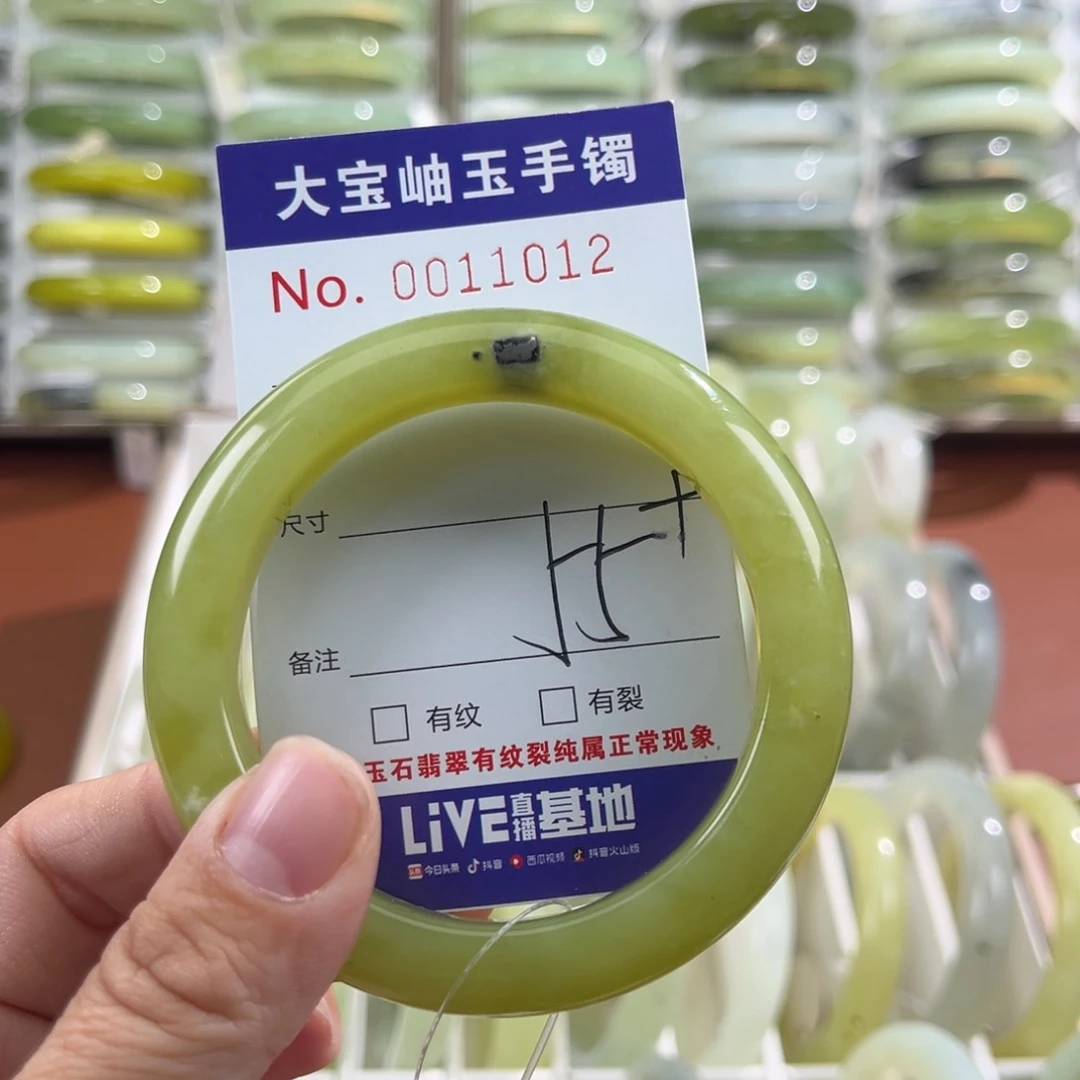 大宝岫玉手镯
No. 0011012
尺寸
55+
备注
有纹 有裂
玉石翡翠有纹裂纯属正常现象
LiVE直播基地
今日头条 抖音 西瓜视频 抖音火山版